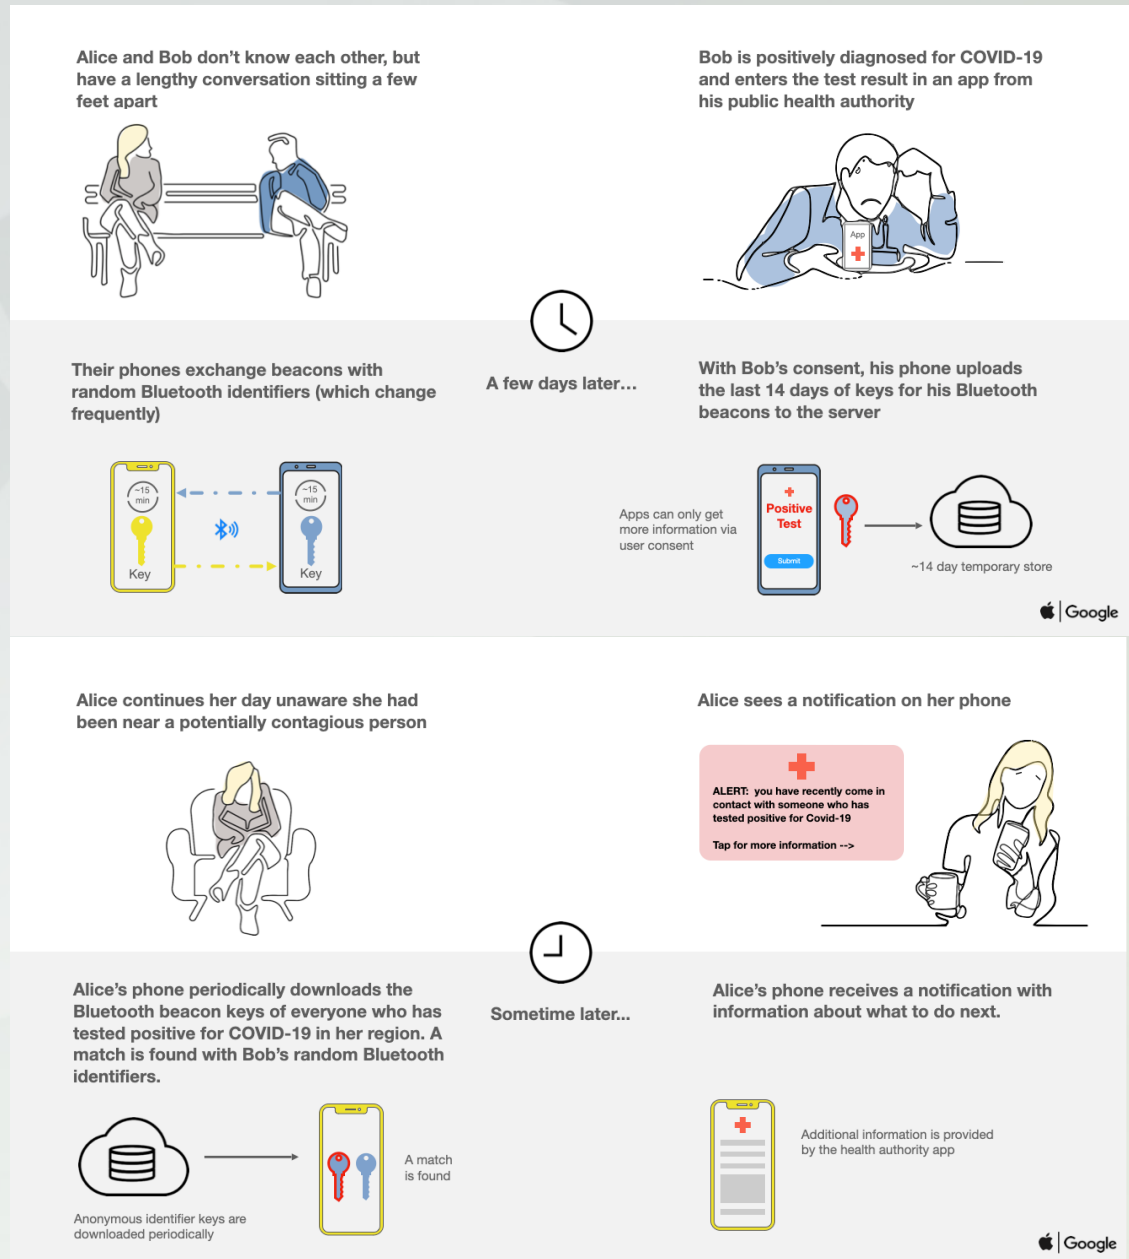 Alice and Bob don't know each other, but
have a lengthy conversation sitting a few
feet apart
Bob is positively diagnosed for COVID-19
and enters the test result in an app from
his public health authority
App
Their phones exchange beacons with
random Bluetooth identifiers (which change
frequently)
A few days later…
With Bob's consent, his phone uploads
the last 14 days of keys for his Bluetooth
beacons to the server
~15
min
Key
~15
min
Key
Apps can only get
more information via
user consent
Positive
Test
Submit
~14 day temporary store
Google
Alice continues her day unaware she had
been near a potentially contagious person
Alice sees a notification on her phone
ALERT: you have recently come in
contact with someone who has
tested positive for Covid-19
Tap for more information -->
Alice's phone periodically downloads the
Bluetooth beacon keys of everyone who has
tested positive for COVID-19 in her region. A
match is found with Bob's random Bluetooth
identifiers.
Sometime later...
Alice's phone receives a notification with
information about what to do next.
A match
is found
Anonymous identifier keys are
downloaded periodically
Additional information is provided
by the health authority app
Google